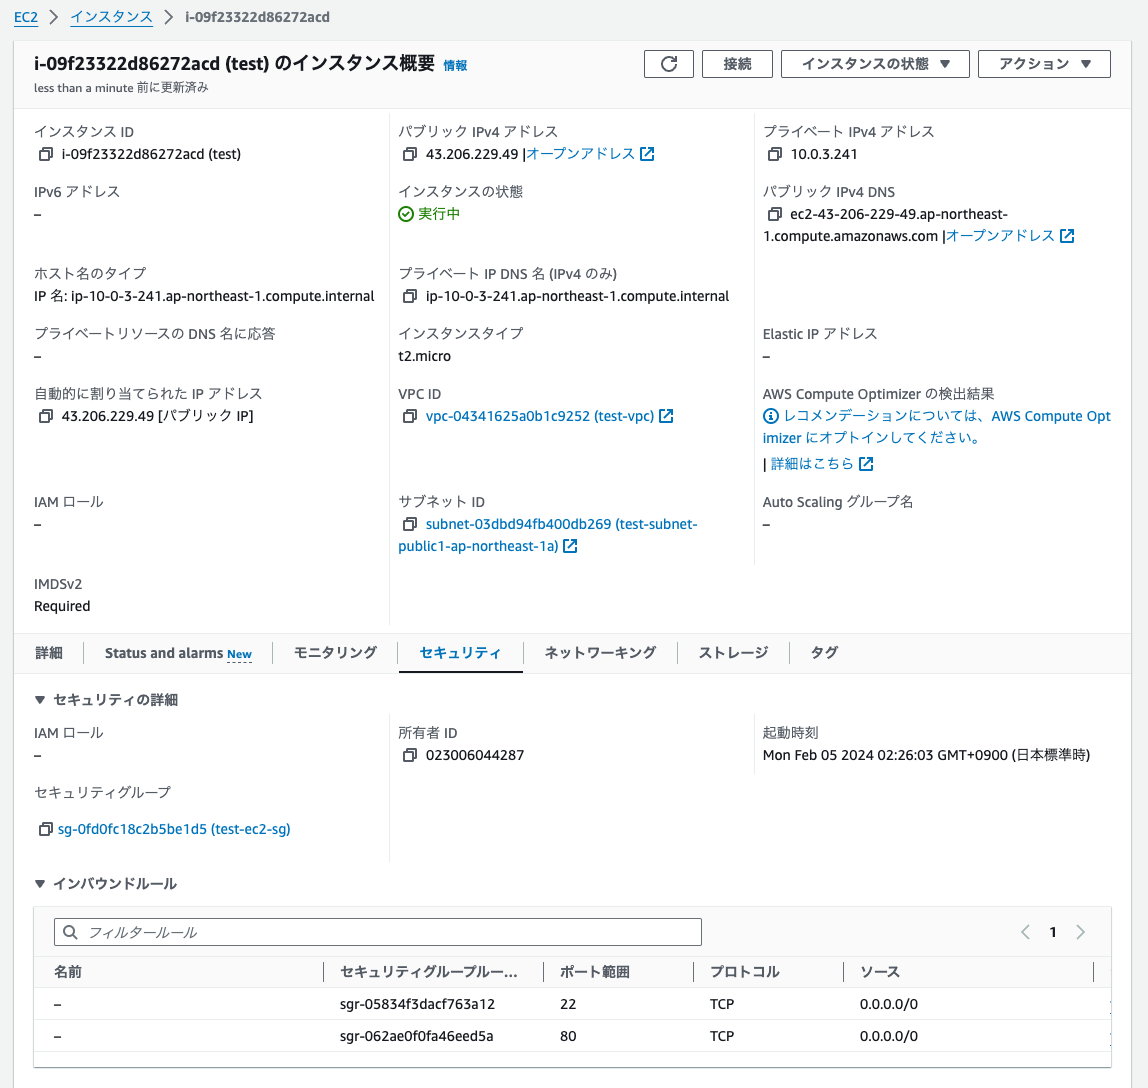 EC2 > インスタンス > i-09f23322d86272acd
i-09f23322d86272acd (test) のインスタンス概要 情報
less than a minute 前に更新済み
接続
インスタンスの状態 ▼
アクション ▼
インスタンス ID
i-09f23322d86272acd (test)
パブリック IPv4 アドレス
43.206.229.49 |オープンアドレス
プライベート IPv4 アドレス
10.0.3.241
IPv6 アドレス
–
インスタンスの状態
実行中
パブリック IPv4 DNS
ec2-43-206-229-49.ap-northeast-
1.compute.amazonaws.com |オープンアドレス
ホスト名のタイプ
IP 名: ip-10-0-3-241.ap-northeast-1.compute.internal
プライベート IP DNS 名 (IPv4 のみ)
ip-10-0-3-241.ap-northeast-1.compute.internal
プライベートリソースの DNS 名に応答
–
インスタンスタイプ
t2.micro
Elastic IP アドレス
–
自動的に割り当てられた IP アドレス
43.206.229.49 [パブリック IP]
VPC ID
vpc-04341625a0b1c9252 (test-vpc)
AWS Compute Optimizer の検出結果
レコメンデーションについては、AWS Compute Opt
imizer にオプトインしてください。
| 詳細はこちら
IAM ロール
–
サブネット ID
subnet-03dbd94fb400db269 (test-subnet-
public1-ap-northeast-1a)
Auto Scaling グループ名
–
IMDSv2
Required
詳細
Status and alarms New
モニタリング
セキュリティ
ネットワーキング
ストレージ
タグ
▼ セキュリティの詳細
IAM ロール
–
所有者 ID
023006044287
起動時刻
Mon Feb 05 2024 02:26:03 GMT+0900 (日本標準時)
セキュリティグループ
sg-0fd0fc18c2b5be1d5 (test-ec2-sg)
▼ インバウンドルール
フィルタールール
1
名前 セキュリティグループルー... ポート範囲 プロトコル ソース
– sgr-05834f3dacf763a12 22 TCP 0.0.0.0/0
– sgr-062ae0f0fa46eed5a 80 TCP 0.0.0.0/0